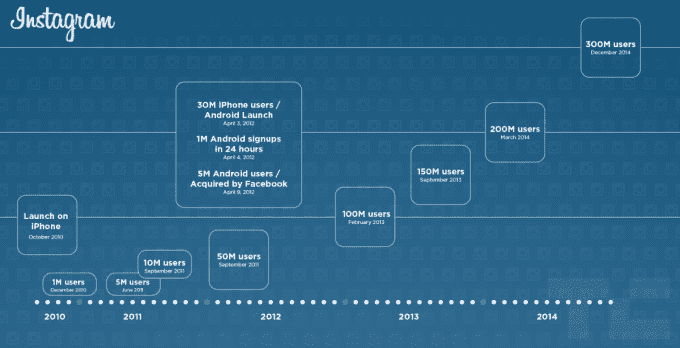 Instagram
300M users
December 2014
30M iPhone users /
Android Launch
April 3, 2012
1M Android signups
in 24 hours
April 4, 2012
5M Android users /
Acquired by Facebook
April 9, 2012
200M users
March 2014
150M users
September 2013
Launch on
iPhone
October 2010
100M users
February 2013
50M users
September 2011
10M users
September 2011
1M users
December 2010
5M users
June 2011
2010
2011
2012
2013
2014
TC